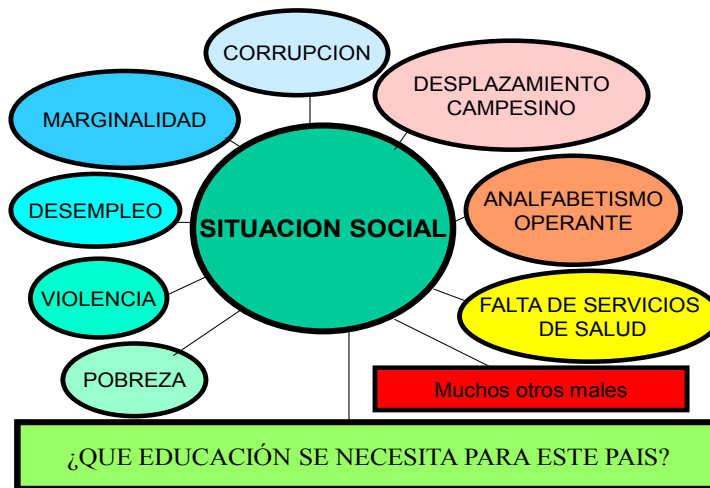 CORRUPCION
DESPLAZAMIENTO
CAMPESINO
MARGINALIDAD
ANALFABETISMO
OPERANTE
DESEMPLEO
SITUACION SOCIAL
VIOLENCIA
FALTA DE SERVICIOS
DE SALUD
POBREZA
Muchos otros males
¿QUE EDUCACIÓN SE NECESITA PARA ESTE PAIS?